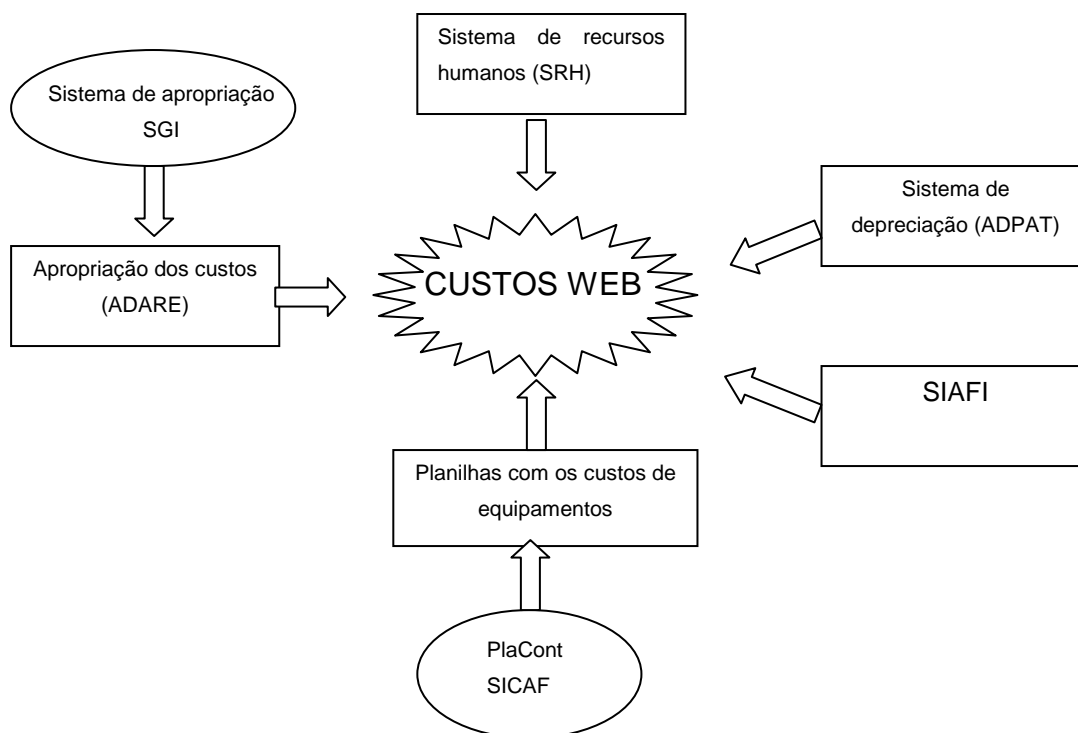 Sistema de recursos
humanos (SRH)
Sistema de apropriação
SGI
Sistema de
depreciação (ADPAT)
Apropriação dos custos
(ADARE)
CUSTOS WEB
SIAFI
Planilhas com os custos de
equipamentos
PlaCont
SICAF